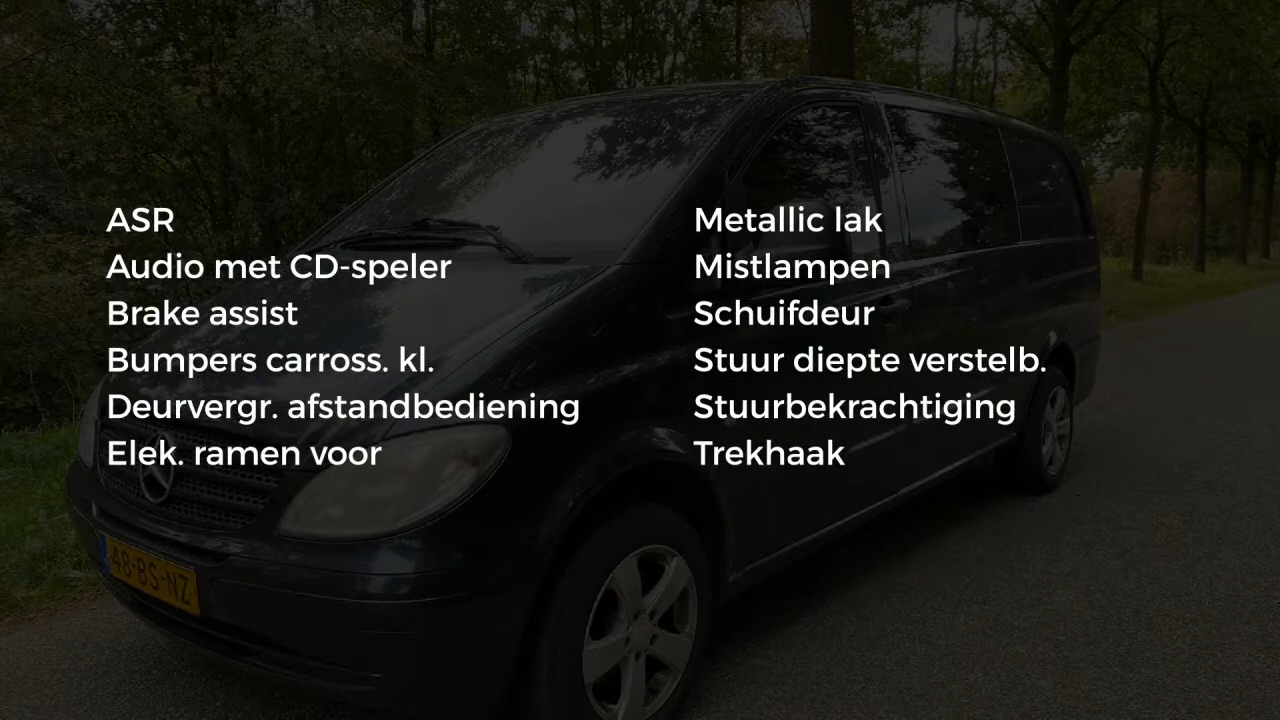 ASR
Audio met CD-speler
Brake assist
Bumpers carross. kl.
Deurvergr. afstandbediening
Elek. ramen voor
Metallic lak
Mistlampen
Schuifdeur
Stuur diepte verstelb.
Stuurbekrachtiging
Trekhaak
48-BS-NZ